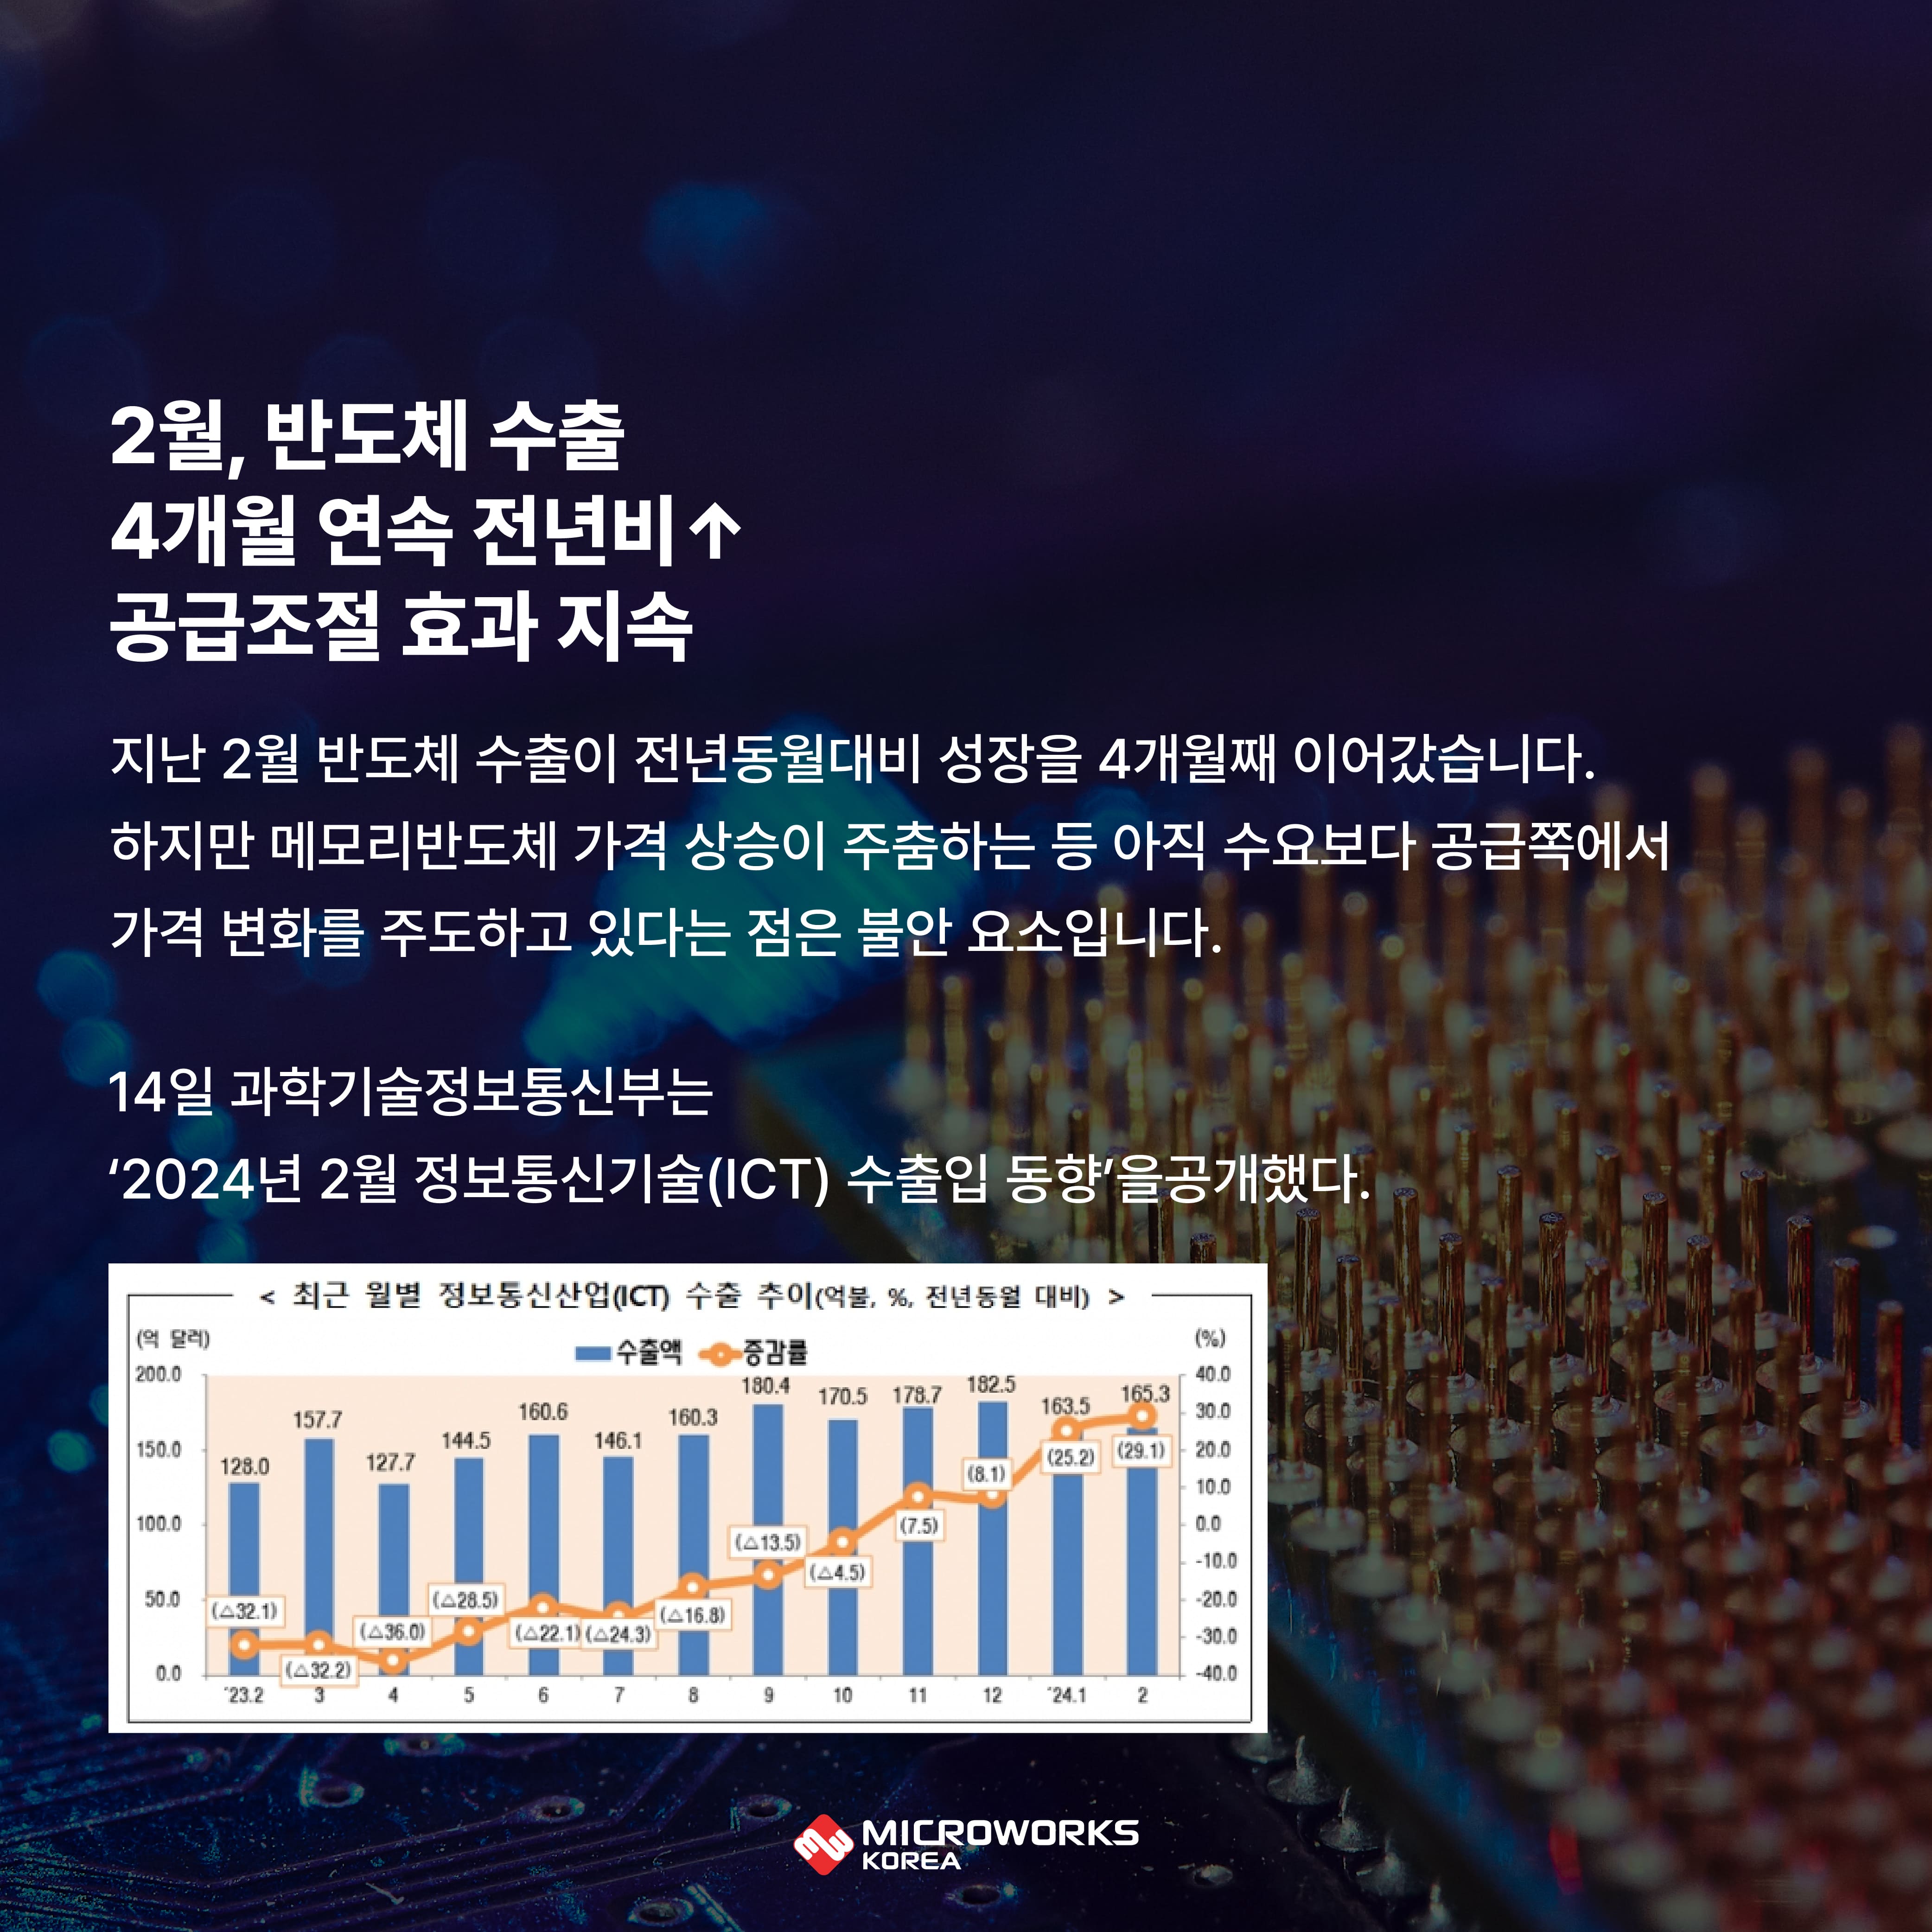 2월, 반도체 수출
4개월 연속 전년비↑
공급조절 효과 지속
지난 2월 반도체 수출이 전년동월대비 성장을 4개월째 이어갔습니다.
하지만 메모리반도체 가격 상승이 주춤하는 등 아직 수요보다 공급쪽에서
가격 변화를 주도하고 있다는 점은 불안 요소입니다.
14일 과학기술정보통신부는
‘2024년 2월 정보통신기술(ICT) 수출입 동향’을공개했다.
< 최근 월별 정보통신산업(ICT) 수출 추이(억불, %, 전년동월 대비) >
(억 달러) (%)
수출액 증감률
200.0 150.0 100.0 50.0 0.0
128.0 157.7 127.7 144.5 160.6 146.1 160.3 180.4 170.5 178.7 182.5 163.5 165.3
(△32.1) (△32.2) (△36.0) (△28.5) (△22.1) (△24.3) (△16.8) (△13.5) (△4.5) (7.5) (8.1) (25.2) (29.1)
40.0 30.0 20.0 10.0 0.0 -10.0 -20.0 -30.0 -40.0
'23.2 3 4 5 6 7 8 9 10 11 12 '24.1 2
MICROWORKS
KOREA